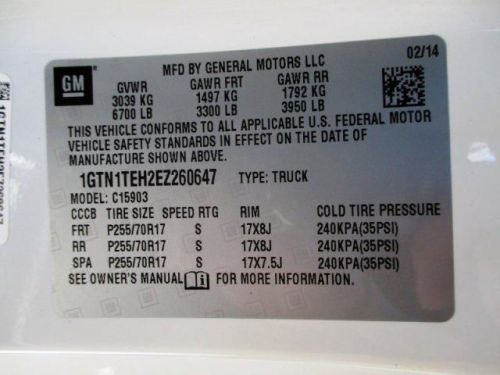 GM
MFD BY GENERAL MOTORS LLC
02/14
GVWR GAWR FRT GAWR RR
3039 KG 1497 KG 1792 KG
6700 LB 3300 LB 3950 LB
THIS VEHICLE CONFORMS TO ALL APPLICABLE U.S. FEDERAL MOTOR
VEHICLE SAFETY STANDARDS IN EFFECT ON THE DATE OF
MANUFACTURE SHOWN ABOVE.
1GTN1TEH2EZ260647 TYPE: TRUCK
MODEL: C15903
CCCB TIRE SIZE SPEED RTG RIM COLD TIRE PRESSURE
FRT P255/70R17 S 17X8J 240KPA(35PSI)
RR P255/70R17 S 17X8J 240KPA(35PSI)
SPA P255/70R17 S 17X7.5J 240KPA(35PSI)
SEE OWNER'S MANUAL FOR MORE INFORMATION.